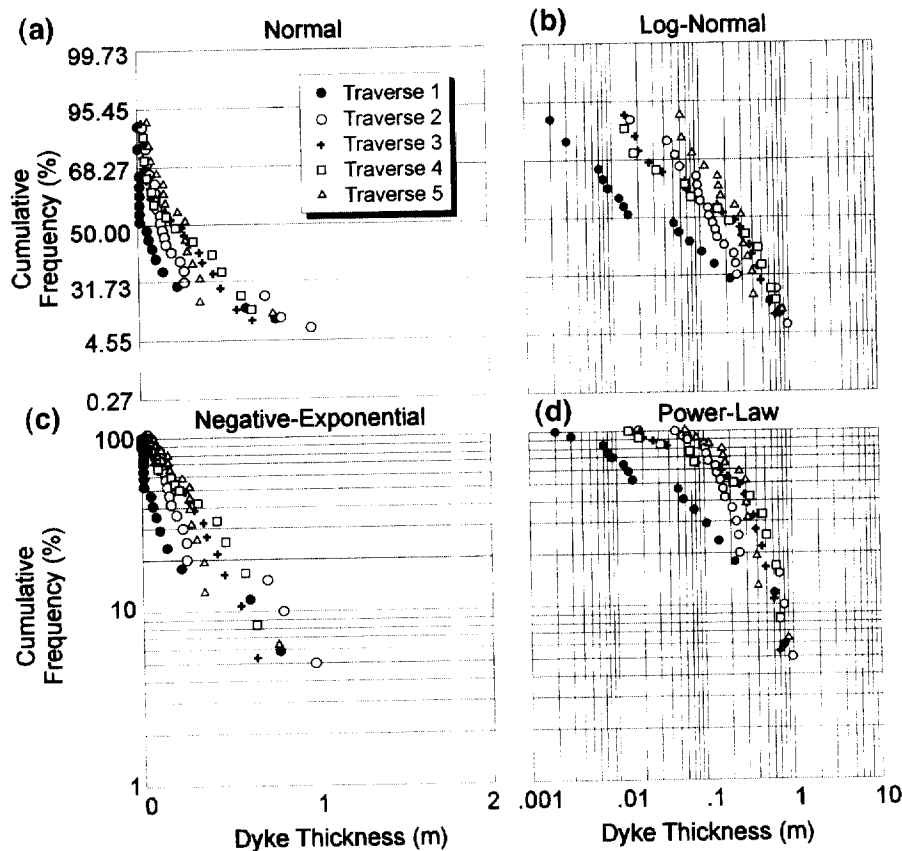 (a)
Normal
(b)
Log-Normal
99.73
95.45
68.27
50.00
31.73
4.55
0.27
Cumulative
Frequency (%)
Traverse 1
Traverse 2
Traverse 3
Traverse 4
Traverse 5
(c)
Negative-Exponential
(d)
Power-Law
100
10
1
Cumulative
Frequency (%)
0
1
2
Dyke Thickness (m)
.001
.01
.1
1
10
Dyke Thickness (m)